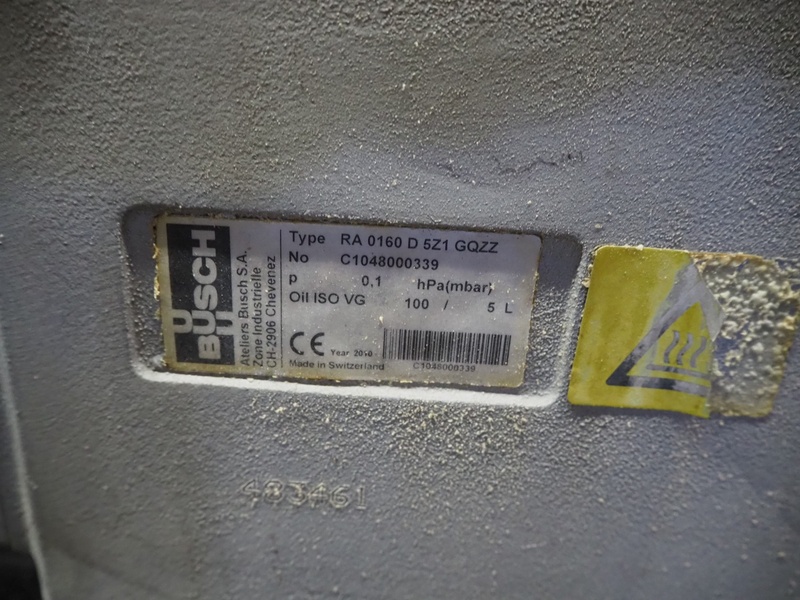 BUSCH
Ateliers Busch S.A.
Zone Industrielle
CH-2906 Chevenez
Type RA 0160 D 5Z1 GQZZ
No C1048000339
p 0,1 hPa(mbar)
Oil ISO VG 100 / 5 L
CE Year 2010
Made in Switzerland
C1048000339
403461